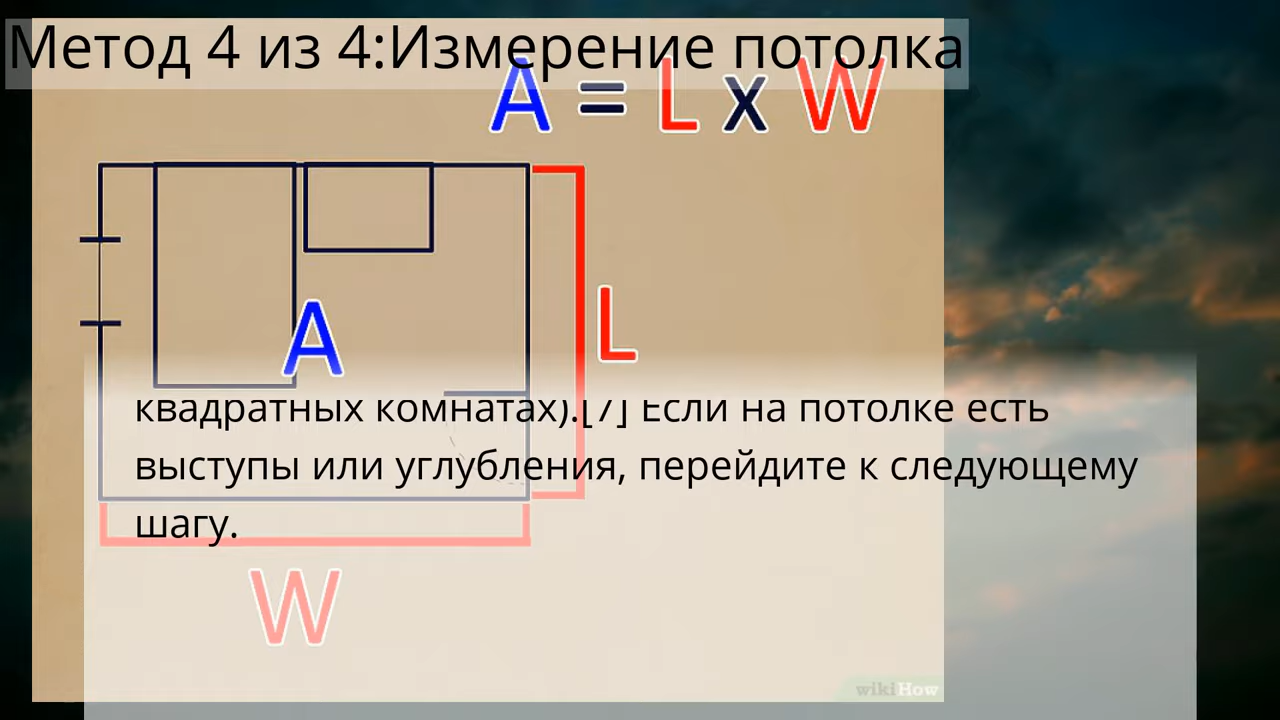 Метод 4 из 4:Измерение потолка
A = L x W
A
L
квадратных комнатах).[7] Если на потолке есть
выступы или углубления, перейдите к следующему
шагу.
W
wikiHow